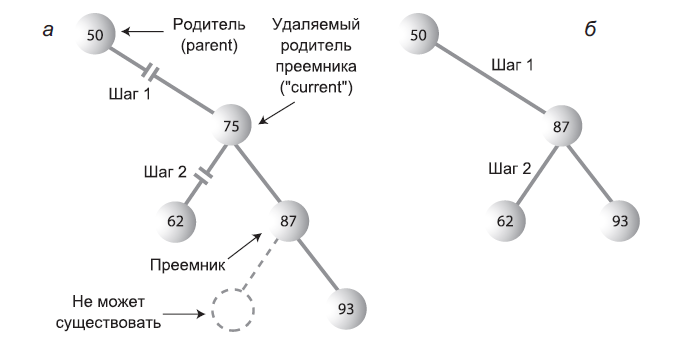 а
50
Родитель
(parent)
Удаляемый
родитель
преемника
("current")
Шаг 1
75
Шаг 2
62
87
Преемник
Не может
существовать
93
б
50
Шаг 1
87
Шаг 2
62
93